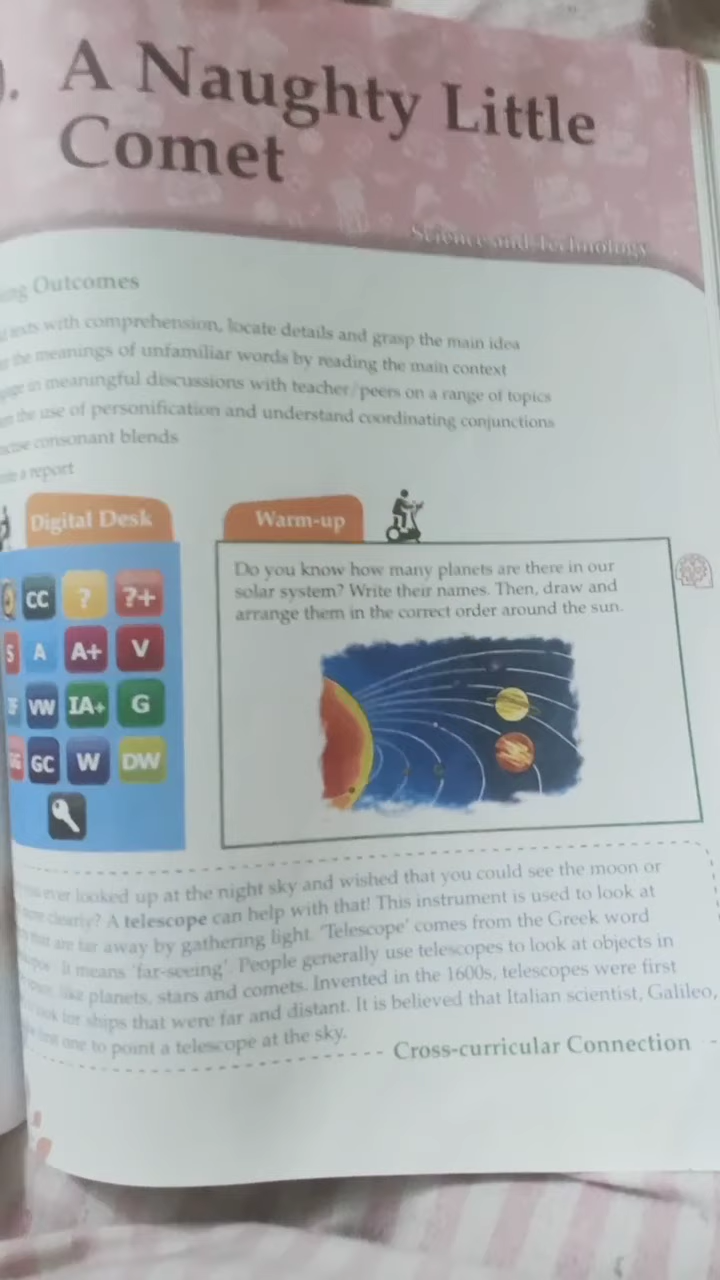 . A Naughty Little
Comet
Science and Technology
Outcomes
with comprehension, locate details and grasp the main idea
the meanings of unfamiliar words by reading the main context
in meaningful discussions with teacher/peers on a range of topics
the use of personification and understand coordinating conjunctions
consonant blends
a report
Digital Desk
CC ? ?+
S A A+ V
VW IA+ G
GC W DW
Warm-up
Do you know how many planets are there in our
solar system? Write their names. Then, draw and
arrange them in the correct order around the sun.
ever looked up at the night sky and wished that you could see the moon or
clearly? A telescope can help with that! This instrument is used to look at
that are far away by gathering light. 'Telescope' comes from the Greek word
It means 'far-seeing'. People generally use telescopes to look at objects in
like planets, stars and comets. Invented in the 1600s, telescopes were first
for ships that were far and distant. It is believed that Italian scientist, Galileo,
one to point a telescope at the sky.
Cross-curricular Connection